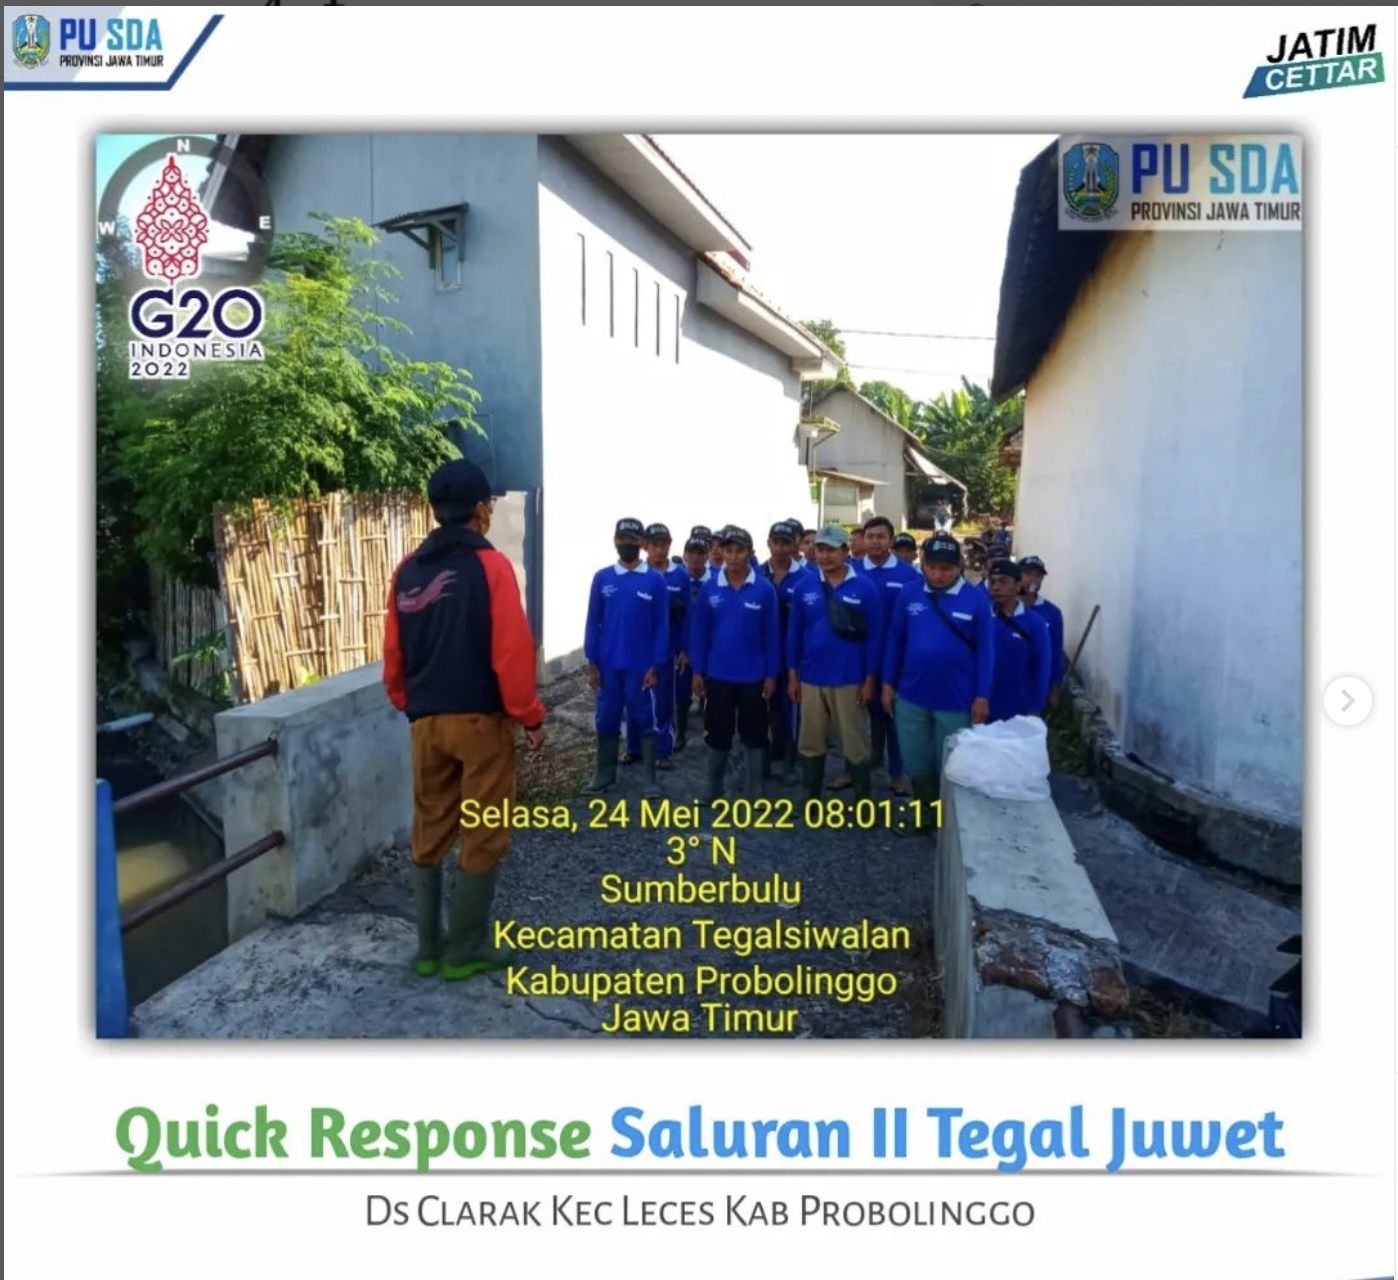 PU SDA
PROVINSI JAWA TIMUR
JATIM
CETTAR
N
W
E
G20
INDONESIA
2022
PU SDA
PROVINSI JAWA TIMUR
Selasa, 24 Mei 2022 08:01:11
3° N
Sumberbulu
Kecamatan Tegalsiwalan
Kabupaten Probolinggo
Jawa Timur
Quick Response Saluran II Tegal Juwet
DS CLARAK KEC LECES KAB PROBOLINGGO